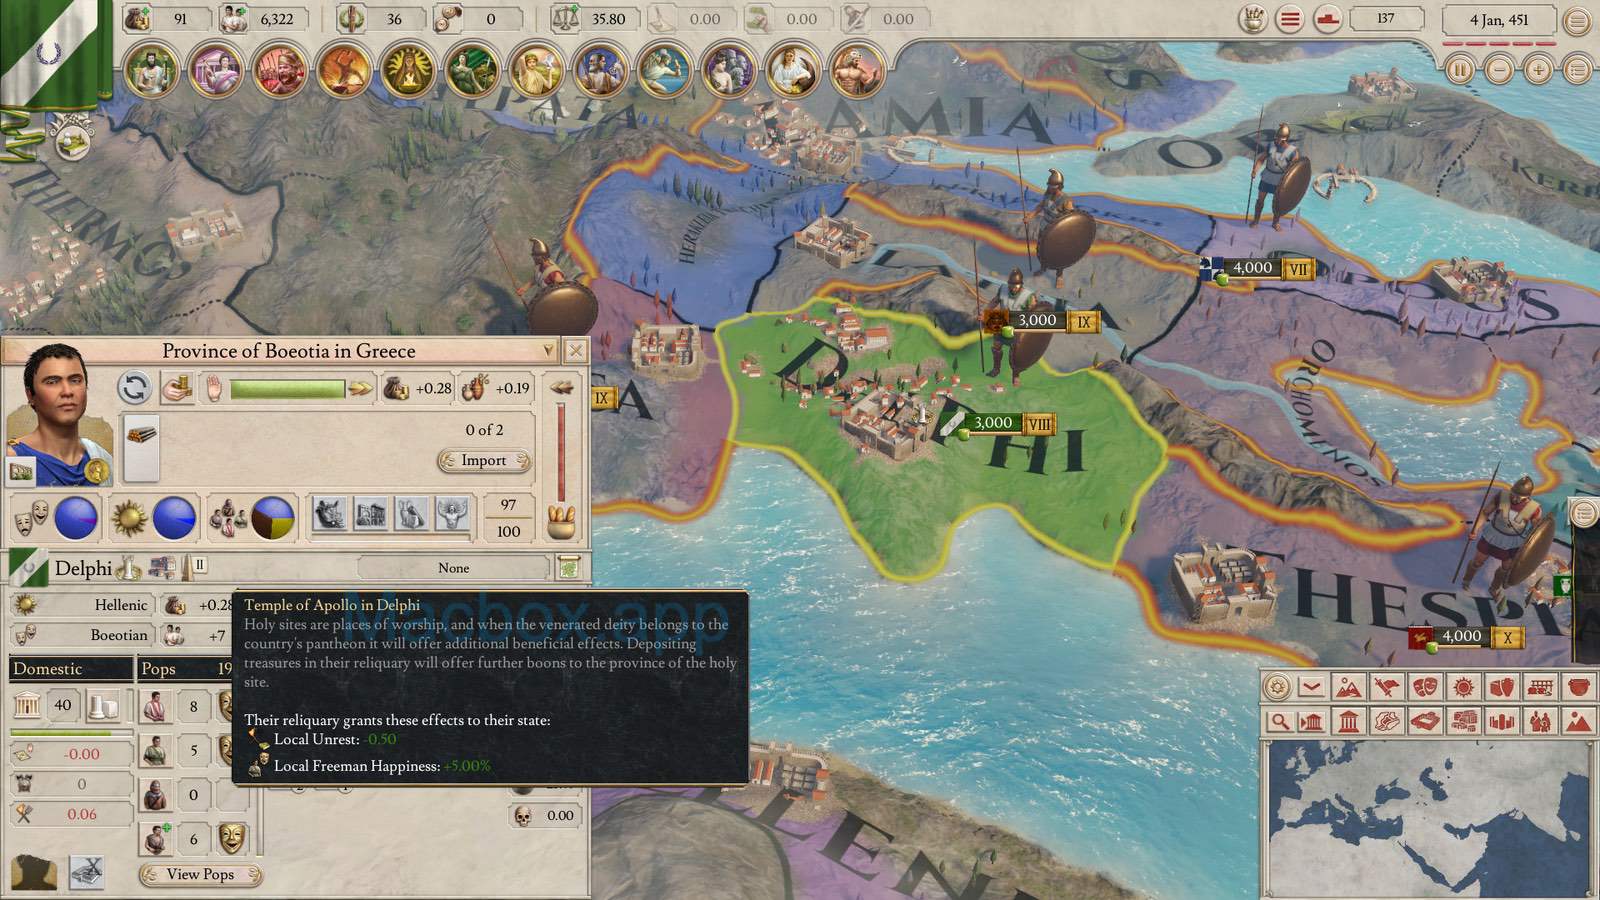 91
6,322
36
0
35.80
0.00
0.00
0.00
137
4 Jan, 451
AMIA
THERMOS
HERAKLEIA
4,000 VII
3,000 IX
IX
3,000 VIII
ORCHOMENOS
4,000 X
Province of Boeotia in Greece
+0.28
+0.19
0 of 2
Import
97
100
Delphi
II
None
Hellenic
+0.28
Boeotian
+7
Domestic
Pops
19
40
8
-0.00
5
0
0
0.06
6
0.00
View Pops
Macbox.app
Temple of Apollo in Delphi
Holy sites are places of worship, and when the venerated deity belongs to the
country's pantheon it will offer additional beneficial effects. Depositing
treasures in their reliquary will offer further boons to the province of the holy
site.
Their reliquary grants these effects to their state:
Local Unrest: -0.50
Local Freeman Happiness: +5.00%